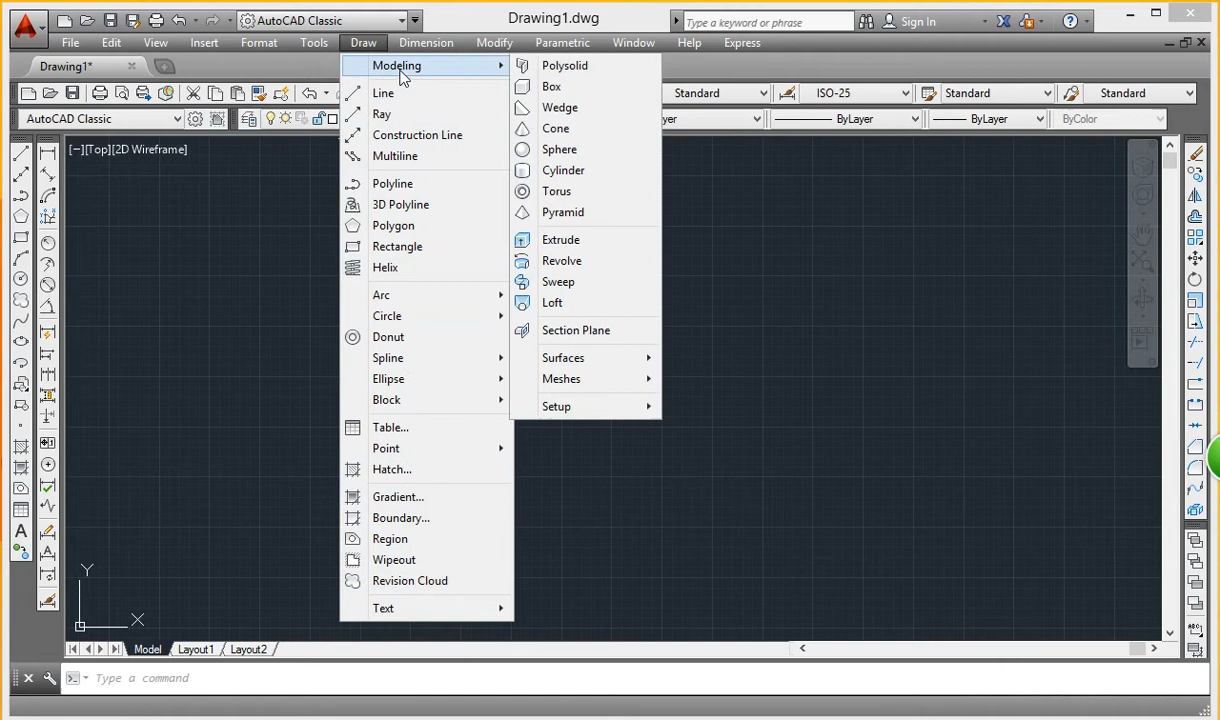 AutoCAD Classic
Drawing1.dwg
Type a keyword or phrase
Sign In
File Edit View Insert Format Tools Draw Dimension Modify Parametric Window Help Express
Drawing1*
Standard ISO-25 Standard Standard
AutoCAD Classic
ByLayer ByLayer ByColor
[−][Top][2D Wireframe]
Modeling
Line
Ray
Construction Line
Multiline
Polyline
3D Polyline
Polygon
Rectangle
Helix
Arc
Circle
Donut
Spline
Ellipse
Block
Table...
Point
Hatch...
Gradient...
Boundary...
Region
Wipeout
Revision Cloud
Text
Polysolid
Box
Wedge
Cone
Sphere
Cylinder
Torus
Pyramid
Extrude
Revolve
Sweep
Loft
Section Plane
Surfaces
Meshes
Setup
Y
X
Model Layout1 Layout2
Type a command